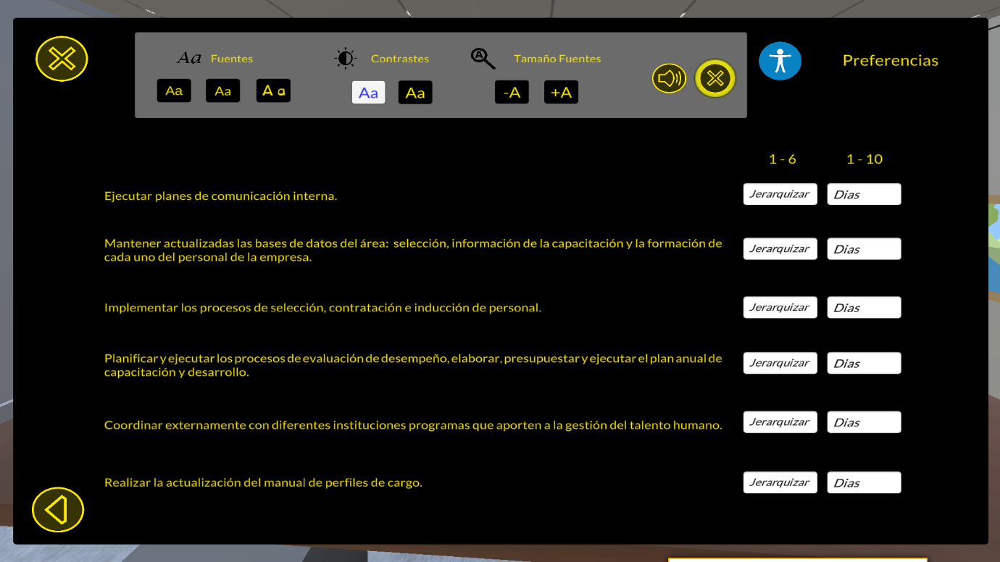 Aa Fuentes
Contrastes
A
Tamaño Fuentes
Preferencias
Aa
Aa
A a
Aa
Aa
-A
+A
1 - 6
1 - 10
Ejecutar planes de comunicación interna.
Jerarquizar
Dias
Mantener actualizadas las bases de datos del área: selección, información de la capacitación y la formación de
cada uno del personal de la empresa.
Jerarquizar
Dias
Implementar los procesos de selección, contratación e inducción de personal.
Jerarquizar
Dias
Planificar y ejecutar los procesos de evaluación de desempeño, elaborar, presupuestar y ejecutar el plan anual de
capacitación y desarrollo.
Jerarquizar
Dias
Coordinar externamente con diferentes instituciones programas que aporten a la gestión del talento humano.
Jerarquizar
Dias
Realizar la actualización del manual de perfiles de cargo.
Jerarquizar
Dias